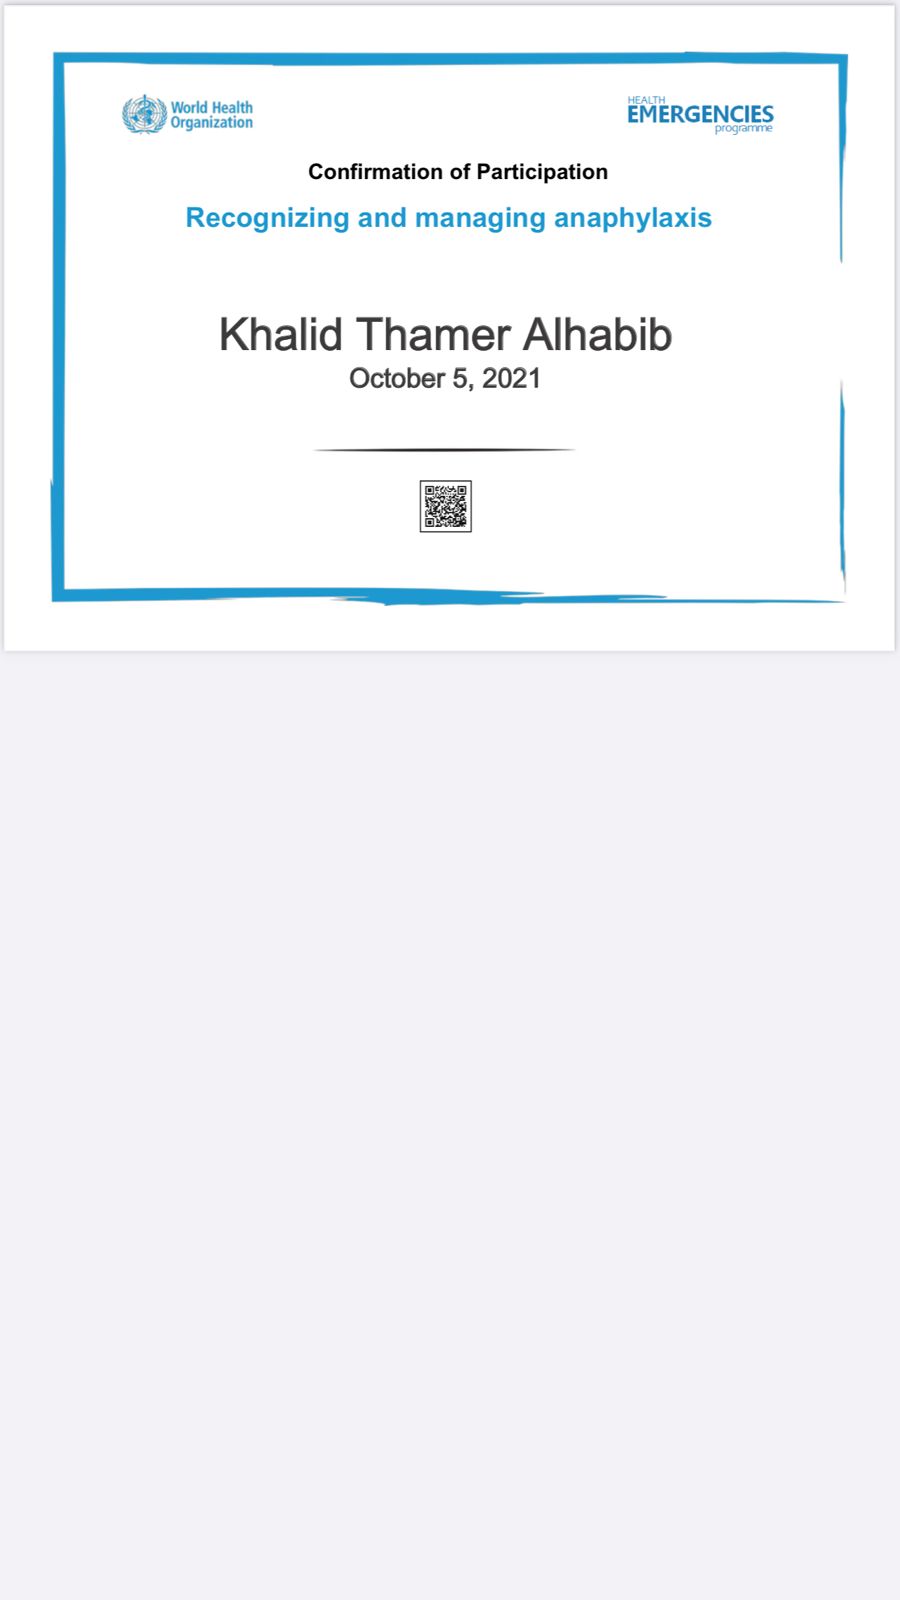 World Health
Organization
HEALTH
EMERGENCIES
programme
Confirmation of Participation
Recognizing and managing anaphylaxis
Khalid Thamer Alhabib
October 5, 2021